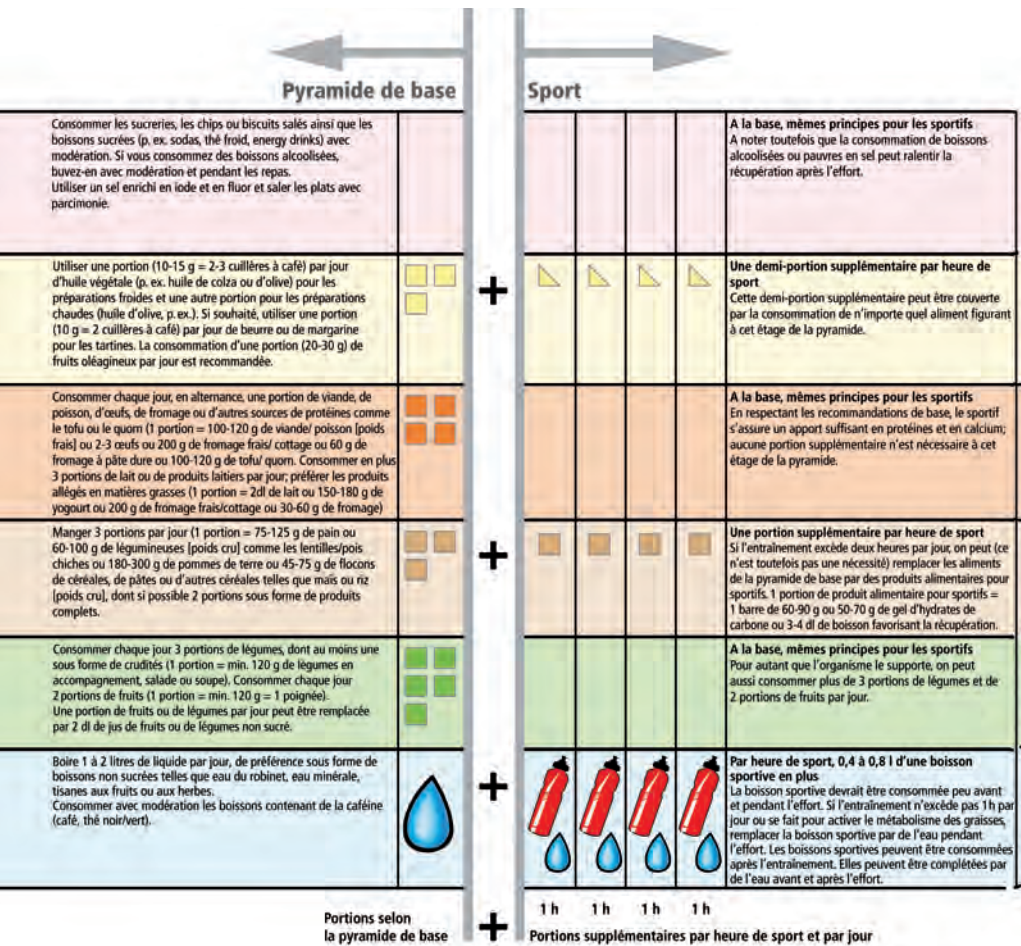 Pyramide de base
Sport
Consommer les sucreries, les chips ou biscuits salés ainsi que les
boissons sucrées (p. ex. sodas, thé froid, energy drinks) avec
modération. Si vous consommez des boissons alcoolisées,
buvez-en avec modération et pendant les repas.
Utiliser un sel enrichi en iode et en fluor et saler les plats avec
parcimonie.
A la base, mêmes principes pour les sportifs
A noter toutefois que la consommation de boissons
alcoolisées ou pauvres en sel peut ralentir la
récupération après l'effort.
Utiliser une portion (10-15 g = 2-3 cuillères à café) par jour
d'huile végétale (p. ex. huile de colza ou d'olive) pour les
préparations froides et une autre portion pour les préparations
chaudes (huile d'olive, p. ex.). Si souhaité, utiliser une portion
(10 g = 2 cuillères à café) par jour de beurre ou de margarine
pour les tartines. La consommation d'une portion (20-30 g) de
fruits oléagineux par jour est recommandée.
+
Une demi-portion supplémentaire par heure de
sport
Cette demi-portion supplémentaire peut être couverte
par la consommation de n'importe quel aliment figurant
à cet étage de la pyramide.
Consommer chaque jour, en alternance, une portion de viande, de
poisson, d'œufs, de fromage ou d'autres sources de protéines comme
le tofu ou le quorn (1 portion = 100-120 g de viande/ poisson [poids
frais] ou 2-3 œufs ou 200 g de fromage frais/ cottage ou 60 g de
fromage à pâte dure ou 100-120 g de tofu/ quorn. Consommer en plus
3 portions de lait ou de produits laitiers par jour; préférer les produits
allégés en matières grasses (1 portion = 2dl de lait ou 150-180 g de
yogourt ou 200 g de fromage frais/cottage ou 30-60 g de fromage)
A la base, mêmes principes pour les sportifs
En respectant les recommandations de base, le sportif
s'assure un apport suffisant en protéines et en calcium;
aucune portion supplémentaire n'est nécessaire à cet
étage de la pyramide.
Manger 3 portions par jour (1 portion = 75-125 g de pain ou
60-100 g de légumineuses [poids cru] comme les lentilles/pois
chiches ou 180-300 g de pommes de terre ou 45-75 g de flocons
de céréales, de pâtes ou d'autres céréales telles que maïs ou riz
[poids cru], dont si possible 2 portions sous forme de produits
complets.
+
Une portion supplémentaire par heure de sport
Si l'entraînement excède deux heures par jour, on peut (ce
n'est toutefois pas une nécessité) remplacer les aliments
de la pyramide de base par des produits alimentaires pour
sportifs. 1 portion de produit alimentaire pour sportifs =
1 barre de 60-90 g ou 50-70 g de gel d'hydrates de
carbone ou 3-4 dl de boisson favorisant la récupération.
Consommer chaque jour 3 portions de légumes, dont au moins une
sous forme de crudités (1 portion = min. 120 g de légumes en
accompagnement, salade ou soupe). Consommer chaque jour
2 portions de fruits (1 portion = min. 120 g = 1 poignée).
Une portion de fruits ou de légumes par jour peut être remplacée
par 2 dl de jus de fruits ou de légumes non sucré.
A la base, mêmes principes pour les sportifs
Pour autant que l'organisme le supporte, on peut
aussi consommer plus de 3 portions de légumes et de
2 portions de fruits par jour.
Boire 1 à 2 litres de liquide par jour, de préférence sous forme de
boissons non sucrées telles que eau du robinet, eau minérale,
tisanes aux fruits ou aux herbes.
Consommer avec modération les boissons contenant de la caféine
(café, thé noir/vert).
+
Par heure de sport, 0,4 à 0,8 l d'une boisson
sportive en plus
La boisson sportive devrait être consommée peu avant
et pendant l'effort. Si l'entraînement n'excède pas 1h par
jour ou se fait pour activer le métabolisme des graisses,
remplacer la boisson sportive par de l'eau pendant
l'effort. Les boissons sportives peuvent être consommées
après l'entraînement. Elles peuvent être complétées par
de l'eau avant et après l'effort.
1 h 1 h 1 h 1 h
Portions selon
la pyramide de base
+
Portions supplémentaires par heure de sport et par jour